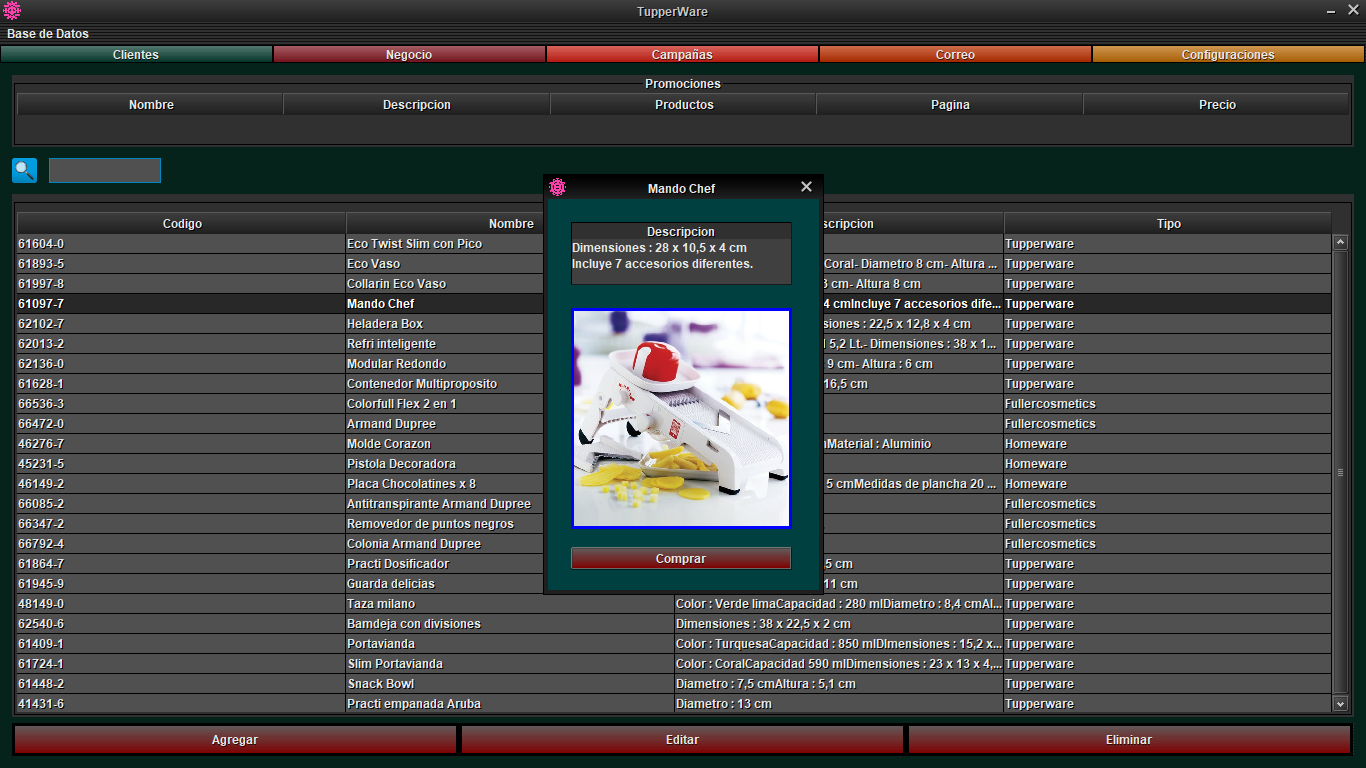 TupperWare
Base de Datos
Clientes Negocio Campañas Correo Configuraciones
Promociones
Nombre Descripcion Productos Pagina Precio
Codigo Nombre scripcion Tipo
61604-0 Eco Twist Slim con Pico Tupperware
61893-5 Eco Vaso Coral- Diametro 8 cm- Altura ... Tupperware
61997-8 Collarin Eco Vaso cm- Altura 8 cm Tupperware
61097-7 Mando Chef 4 cmIncluye 7 accesorios dife... Tupperware
62102-7 Heladera Box siones : 22,5 x 12,8 x 4 cm Tupperware
62013-2 Refri inteligente 5,2 Lt.- Dimensiones : 38 x 1... Tupperware
62136-0 Modular Redondo 9 cm- Altura : 6 cm Tupperware
61628-1 Contenedor Multiproposito 16,5 cm Tupperware
66536-3 Colorfull Flex 2 en 1 Fullercosmetics
66472-0 Armand Dupree Fullercosmetics
46276-7 Molde Corazon Material : Aluminio Homeware
45231-5 Pistola Decoradora Homeware
46149-2 Placa Chocolatines x 8 5 cmMedidas de plancha 20 ... Homeware
66085-2 Antitranspirante Armand Dupree Fullercosmetics
66347-2 Removedor de puntos negros Fullercosmetics
66792-4 Colonia Armand Dupree Fullercosmetics
61864-7 Practi Dosificador 5 cm Tupperware
61945-9 Guarda delicias 11 cm Tupperware
48149-0 Taza milano Color : Verde limaCapacidad : 280 mlDiametro : 8,4 cmAl... Tupperware
62540-6 Bamdeja con divisiones Dimensiones : 38 x 22,5 x 2 cm Tupperware
61409-1 Portavianda Color : TurquesaCapacidad : 850 mlDImensiones : 15,2 x... Tupperware
61724-1 Slim Portavianda Color : CoralCapacidad 590 mlDimensiones : 23 x 13 x 4,... Tupperware
61448-2 Snack Bowl Diametro : 7,5 cmAltura : 5,1 cm Tupperware
41431-6 Practi empanada Aruba Diametro : 13 cm Tupperware
Mando Chef
Descripcion
Dimensiones : 28 x 10,5 x 4 cm
Incluye 7 accesorios diferentes.
Comprar
Agregar Editar Eliminar